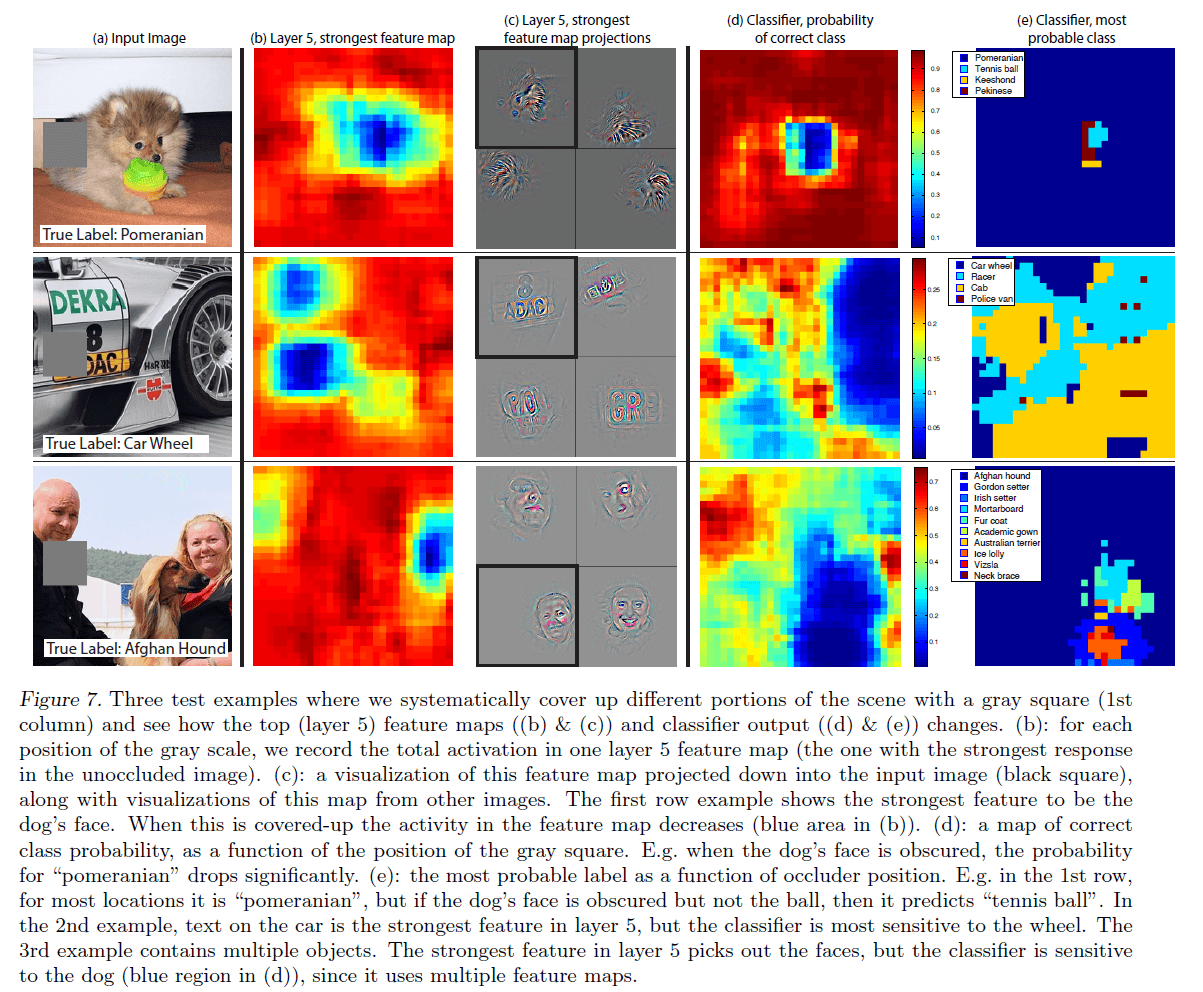 (a) Input Image
(b) Layer 5, strongest feature map
(c) Layer 5, strongest
feature map projections
(d) Classifier, probability
of correct class
(e) Classifier, most
probable class
True Label: Pomeranian
0.9
0.8
0.7
0.6
0.5
0.4
0.3
0.2
0.1
Pomeranian
Tennis ball
Keeshond
Pekinese
DEKRA
8
DAC
True Label: Car Wheel
ADAC
GRE
0.25
0.2
0.15
0.1
0.05
Car wheel
Racer
Cab
Police van
True Label: Afghan Hound
0.7
0.6
0.5
0.4
0.3
0.2
0.1
Afghan hound
Gordon setter
Irish setter
Mortarboard
Fur coat
Academic gown
Australian terrier
Ice lolly
Vizsla
Neck brace
Figure 7. Three test examples where we systematically cover up different portions of the scene with a gray square (1st
column) and see how the top (layer 5) feature maps ((b) & (c)) and classifier output ((d) & (e)) changes. (b): for each
position of the gray scale, we record the total activation in one layer 5 feature map (the one with the strongest response
in the unoccluded image). (c): a visualization of this feature map projected down into the input image (black square),
along with visualizations of this map from other images. The first row example shows the strongest feature to be the
dog's face. When this is covered-up the activity in the feature map decreases (blue area in (b)). (d): a map of correct
class probability, as a function of the position of the gray square. E.g. when the dog's face is obscured, the probability
for "pomeranian" drops significantly. (e): the most probable label as a function of occluder position. E.g. in the 1st row,
for most locations it is "pomeranian", but if the dog's face is obscured but not the ball, then it predicts "tennis ball". In
the 2nd example, text on the car is the strongest feature in layer 5, but the classifier is most sensitive to the wheel. The
3rd example contains multiple objects. The strongest feature in layer 5 picks out the faces, but the classifier is sensitive
to the dog (blue region in (d)), since it uses multiple feature maps.